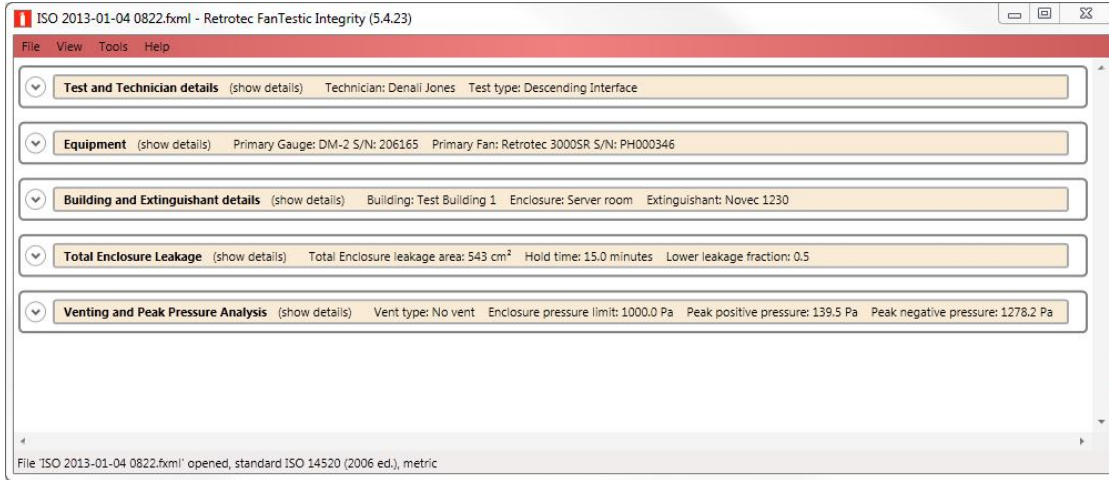 ISO 2013-01-04 0822.fxml - Retrotec FanTestic Integrity (5.4.23)
File View Tools Help
Test and Technician details (show details) Technician: Denali Jones Test type: Descending Interface
Equipment (show details) Primary Gauge: DM-2 S/N: 206165 Primary Fan: Retrotec 3000SR S/N: PH000346
Building and Extinguishant details (show details) Building: Test Building 1 Enclosure: Server room Extinguishant: Novec 1230
Total Enclosure Leakage (show details) Total Enclosure leakage area: 543 cm² Hold time: 15.0 minutes Lower leakage fraction: 0.5
Venting and Peak Pressure Analysis (show details) Vent type: No vent Enclosure pressure limit: 1000.0 Pa Peak positive pressure: 139.5 Pa Peak negative pressure: 1278.2 Pa
File 'ISO 2013-01-04 0822.fxml' opened, standard ISO 14520 (2006 ed.), metric